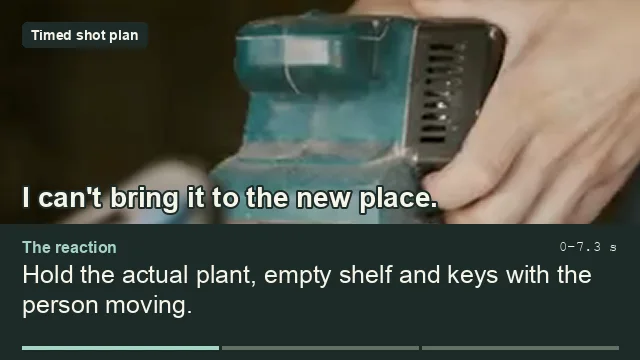 Timed shot plan
I can't bring it to the new place.
The reaction
0–7.3 s
Hold the actual plant, empty shelf and keys with the
person moving.